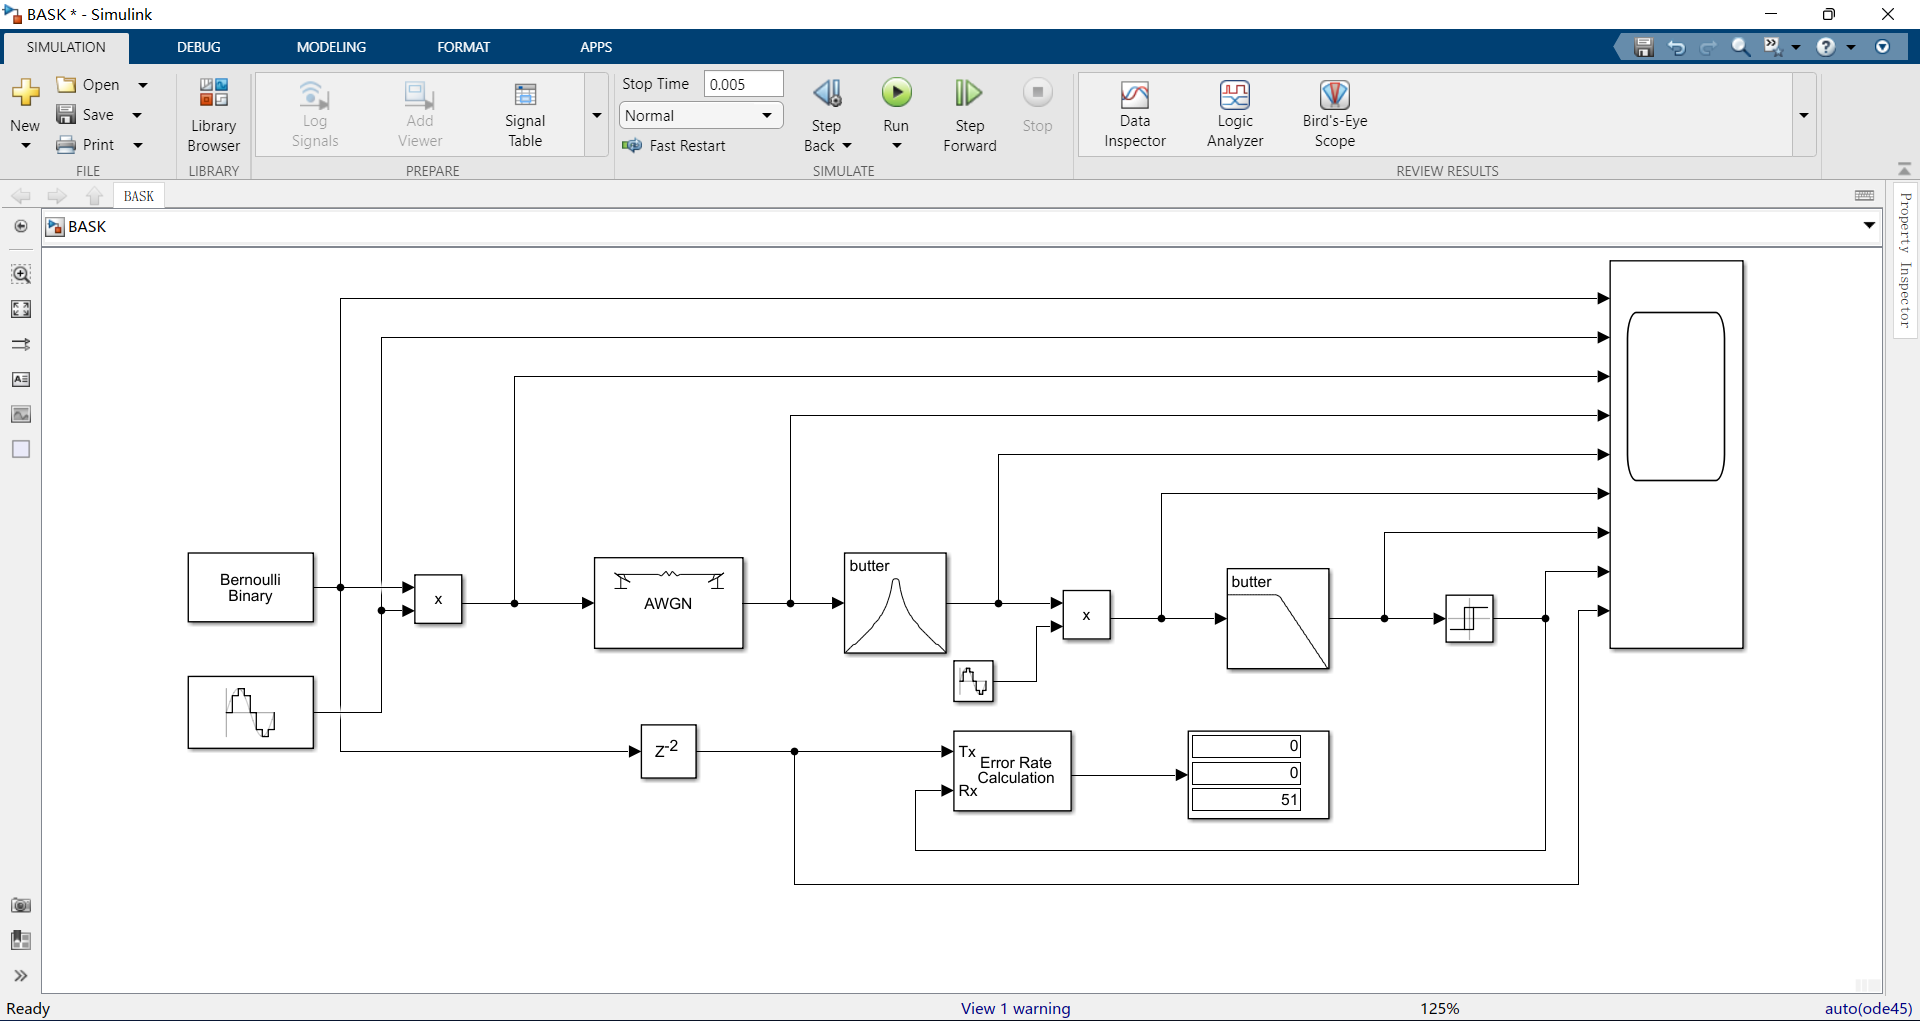 BASK * - Simulink
SIMULATION DEBUG MODELING FORMAT APPS
New
Open
Save
Print
FILE
Library
Browser
LIBRARY
Log
Signals
Add
Viewer
Signal
Table
PREPARE
Stop Time 0.005
Normal
Fast Restart
Step
Back
Run
Step
Forward
Stop
SIMULATE
Data
Inspector
Logic
Analyzer
Bird's-Eye
Scope
REVIEW RESULTS
BASK
BASK
Property Inspector
Bernoulli
Binary
x
AWGN
butter
x
butter
Z-2
Tx
Error Rate
Calculation
Rx
0
0
51
Ready
View 1 warning
125%
auto(ode45)